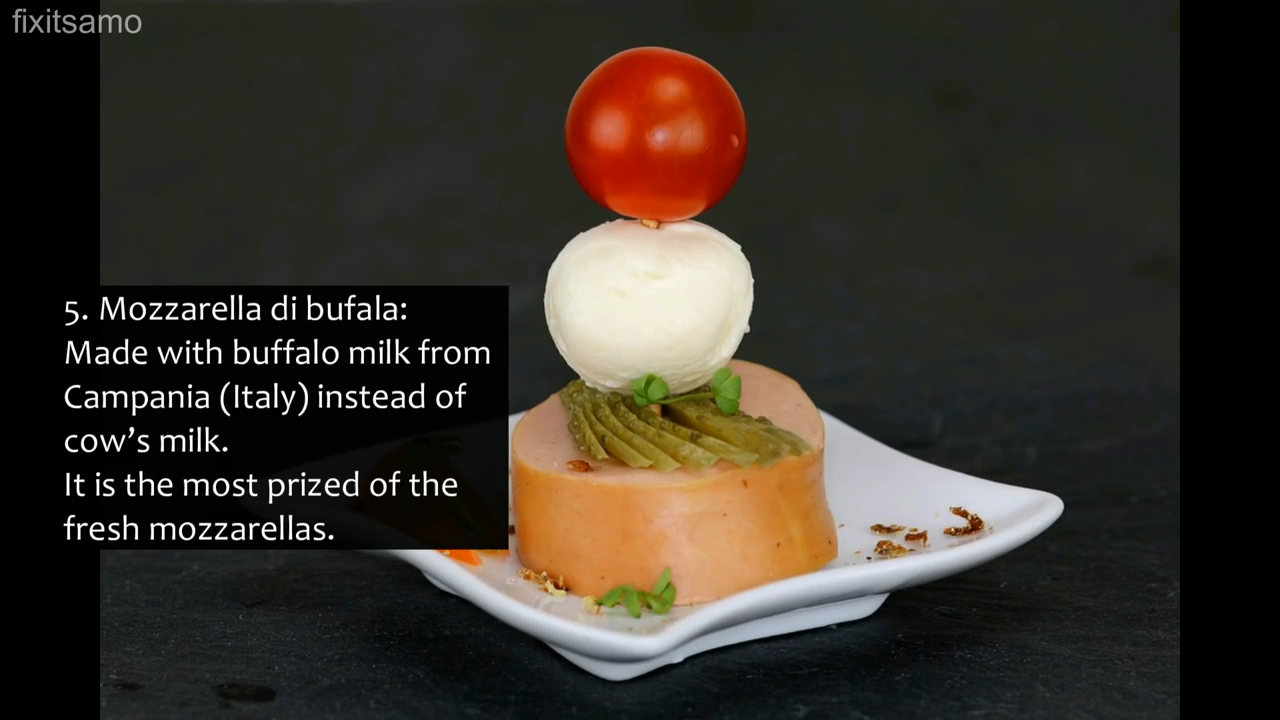 fixitsamo
5. Mozzarella di bufala:
Made with buffalo milk from
Campania (Italy) instead of
cow’s milk.
It is the most prized of the
fresh mozzarellas.